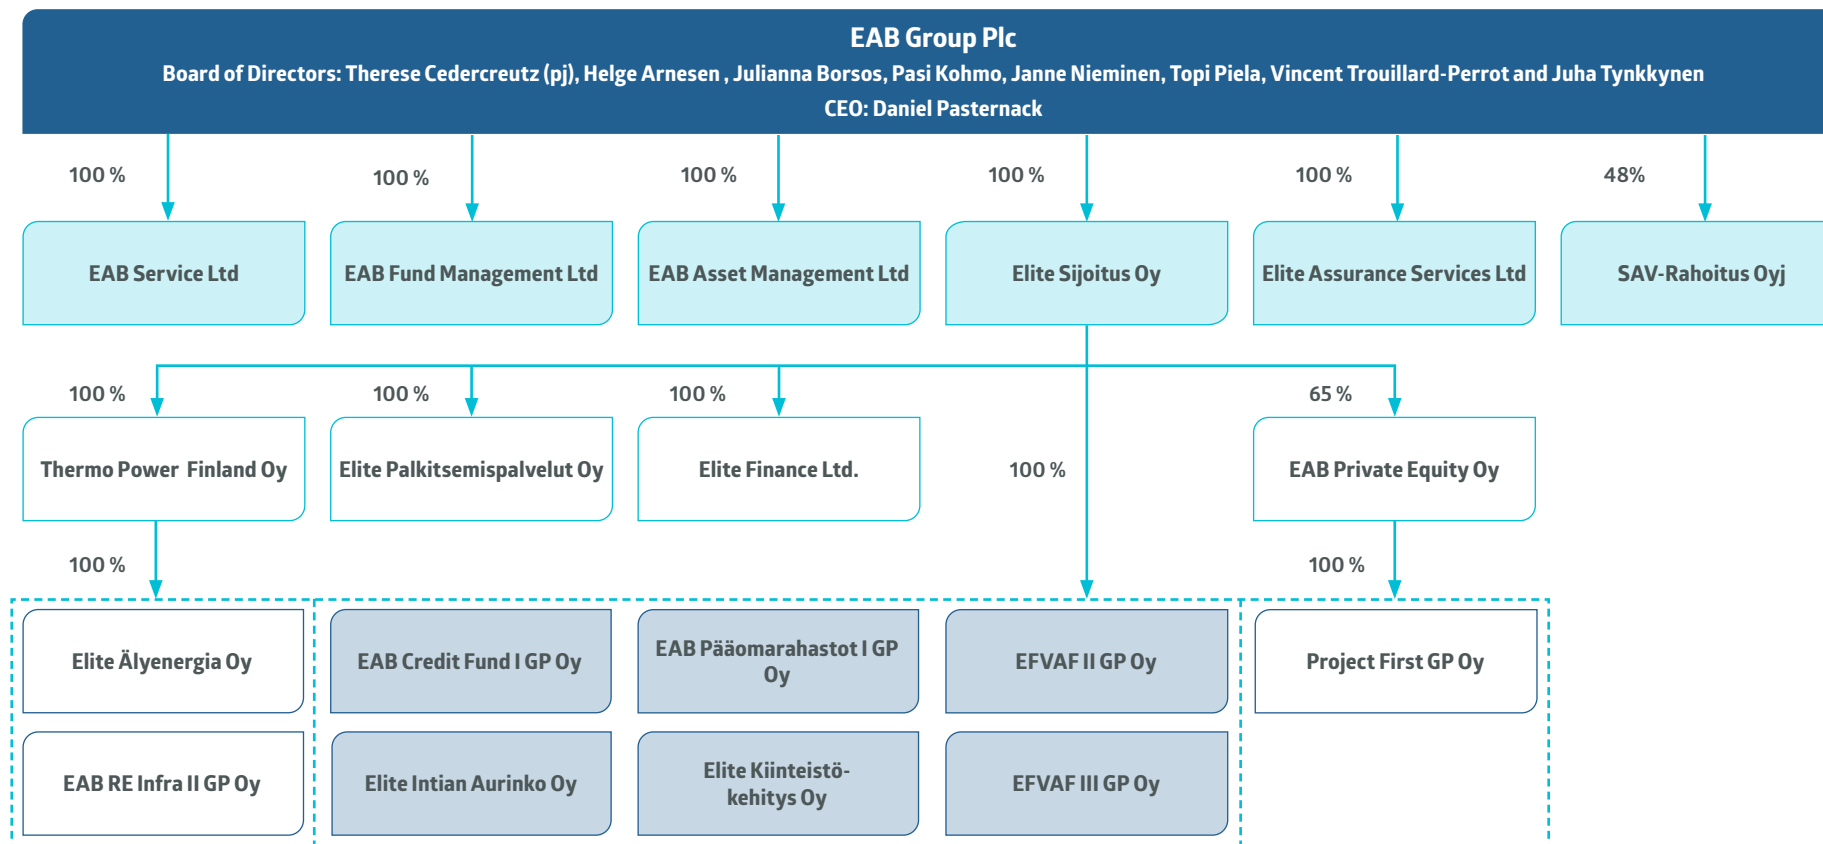 EAB Group Plc
Board of Directors: Therese Cedercreutz (pj), Helge Arnesen , Julianna Borsos, Pasi Kohmo, Janne Nieminen, Topi Piela, Vincent Trouillard-Perrot and Juha Tynkkynen
CEO: Daniel Pasternack
100 %
100 %
100 %
100 %
100 %
48%
EAB Service Ltd
EAB Fund Management Ltd
EAB Asset Management Ltd
Elite Sijoitus Oy
Elite Assurance Services Ltd
SAV-Rahoitus Oyj
100 %
100 %
100 %
65 %
Thermo Power Finland Oy
Elite Palkitsemispalvelut Oy
Elite Finance Ltd.
100 %
EAB Private Equity Oy
100 %
100 %
Elite Älyenergia Oy
EAB Credit Fund I GP Oy
EAB Pääomarahastot I GP
Oy
EFVAF II GP Oy
Project First GP Oy
EAB RE Infra II GP Oy
Elite Intian Aurinko Oy
Elite Kiinteistö-
kehitys Oy
EFVAF III GP Oy